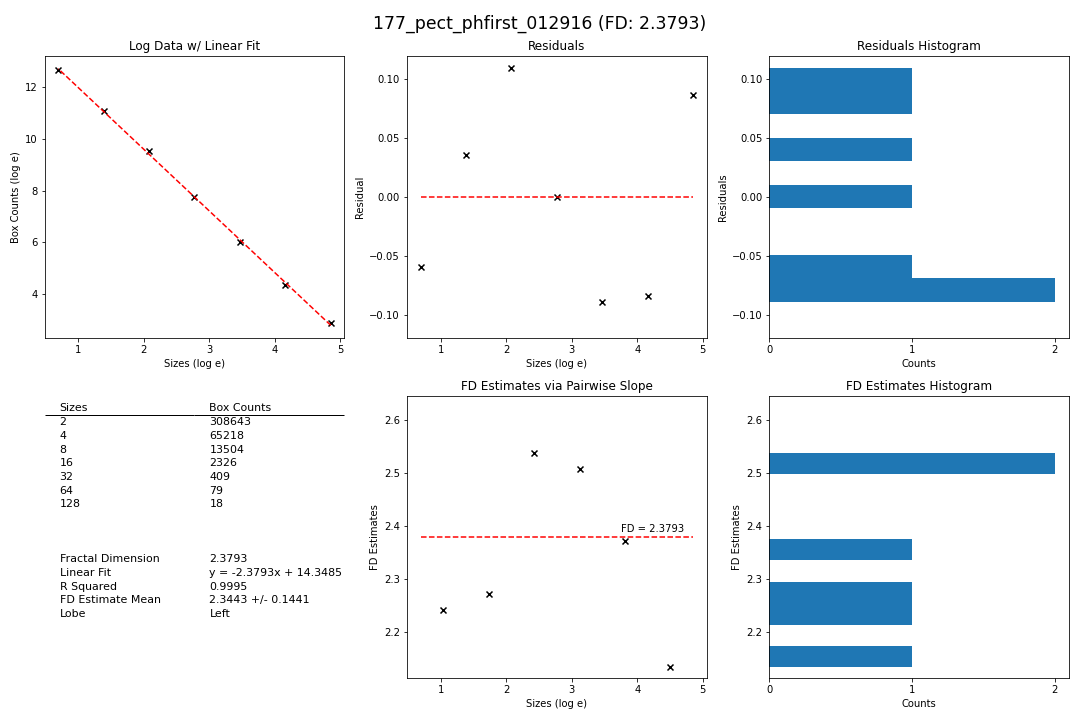 177_pect_phfirst_012916 (FD: 2.3793)
Log Data w/ Linear Fit
Box Counts (log e)
12
10
8
6
4
1 2 3 4 5
Sizes (log e)
Residuals
Residual
0.10
0.05
0.00
−0.05
−0.10
1 2 3 4 5
Sizes (log e)
Residuals Histogram
Residuals
0.10
0.05
0.00
−0.05
−0.10
0 1 2
Counts
Sizes Box Counts
2 308643
4 65218
8 13504
16 2326
32 409
64 79
128 18
Fractal Dimension 2.3793
Linear Fit y = -2.3793x + 14.3485
R Squared 0.9995
FD Estimate Mean 2.3443 +/- 0.1441
Lobe Left
FD Estimates via Pairwise Slope
FD Estimates
2.6
2.5
2.4
2.3
2.2
FD = 2.3793
1 2 3 4 5
Sizes (log e)
FD Estimates Histogram
FD Estimates
2.6
2.5
2.4
2.3
2.2
0 1 2
Counts